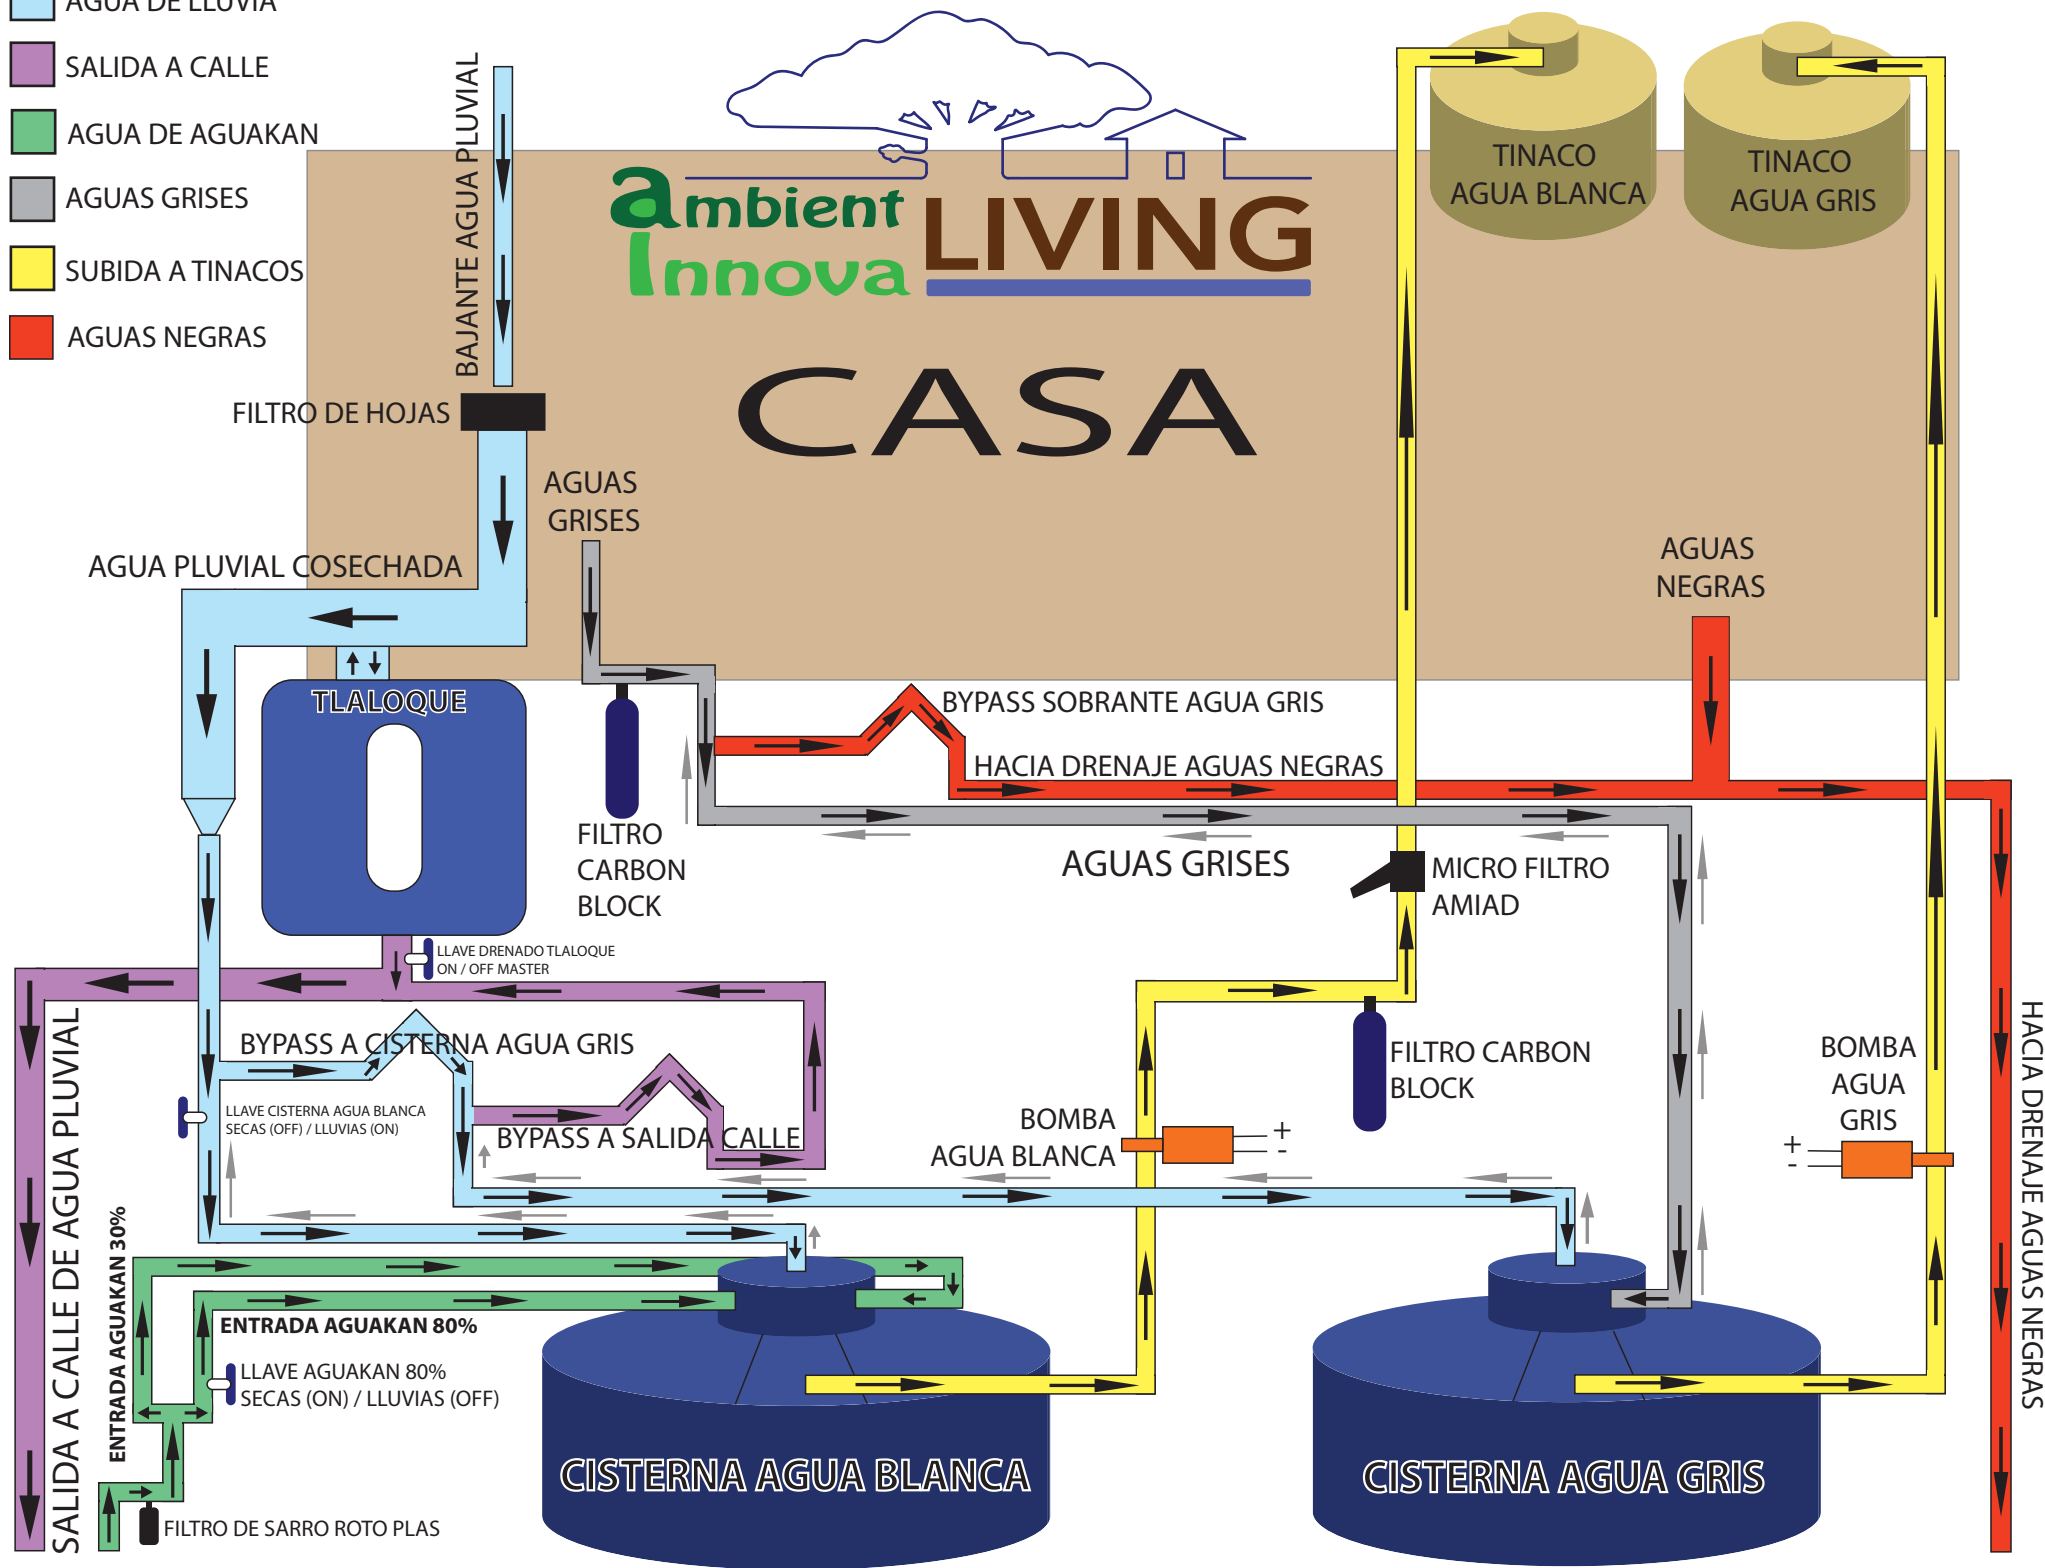 AGUA DE LLUVIA
SALIDA A CALLE
AGUA DE AGUAKAN
AGUAS GRISES
SUBIDA A TINACOS
AGUAS NEGRAS
BAJANTE AGUA PLUVIAL
ambient
Innova
LIVING
CASA
TINACO
AGUA BLANCA
TINACO
AGUA GRIS
FILTRO DE HOJAS
AGUAS
GRISES
AGUA PLUVIAL COSECHADA
AGUAS
NEGRAS
TLALOQUE
BYPASS SOBRANTE AGUA GRIS
HACIA DRENAJE AGUAS NEGRAS
FILTRO
CARBON
BLOCK
AGUAS GRISES
MICRO FILTRO
AMIAD
LLAVE DRENADO TLALOQUE
ON / OFF MASTER
BYPASS A CISTERNA AGUA GRIS
LLAVE CISTERNA AGUA BLANCA
SECAS (OFF) / LLUVIAS (ON)
BYPASS A SALIDA CALLE
FILTRO CARBON
BLOCK
BOMBA
AGUA BLANCA
+
-
BOMBA
AGUA
GRIS
+
-
HACIA DRENAJE AGUAS NEGRAS
SALIDA A CALLE DE AGUA PLUVIAL
ENTRADA AGUAKAN 30%
ENTRADA AGUAKAN 80%
LLAVE AGUAKAN 80%
SECAS (ON) / LLUVIAS (OFF)
CISTERNA AGUA BLANCA
CISTERNA AGUA GRIS
FILTRO DE SARRO ROTO PLAS